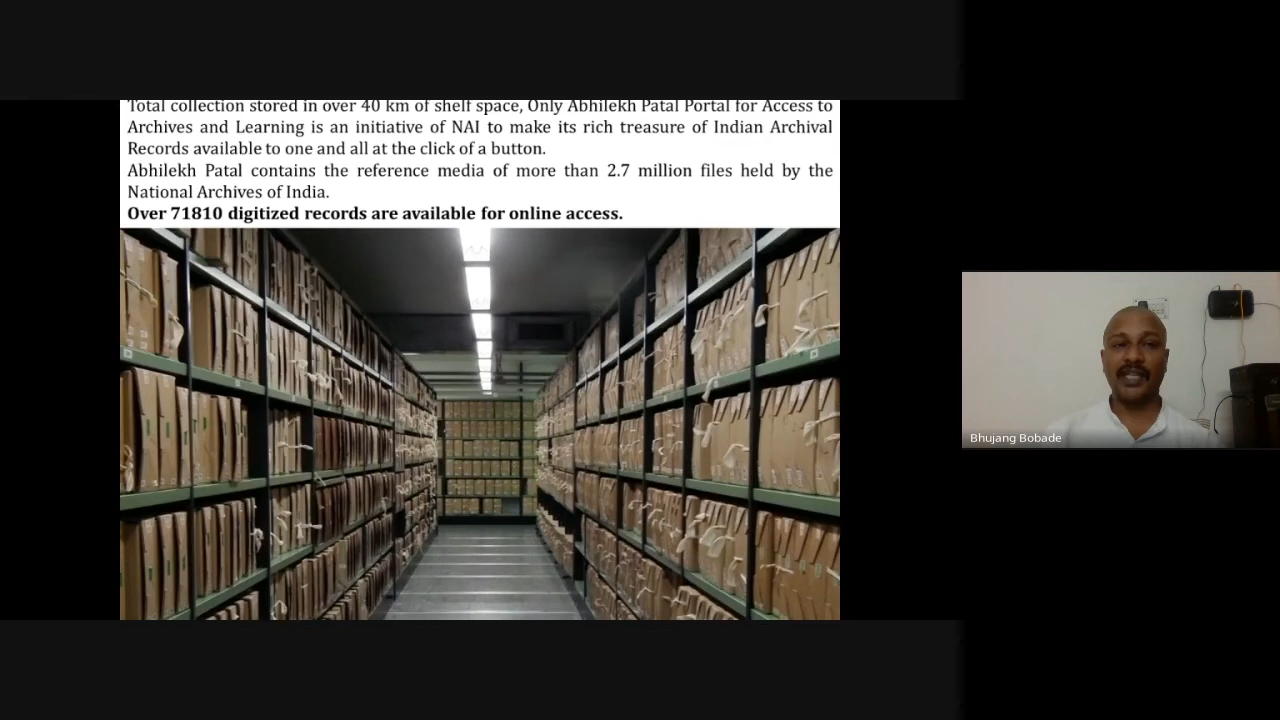 Total collection stored in over 40 km of shelf space, Only Abhilekh Patal Portal for Access to
Archives and Learning is an initiative of NAI to make its rich treasure of Indian Archival
Records available to one and all at the click of a button.
Abhilekh Patal contains the reference media of more than 2.7 million files held by the
National Archives of India.
Over 71810 digitized records are available for online access.
Bhujang Bobade